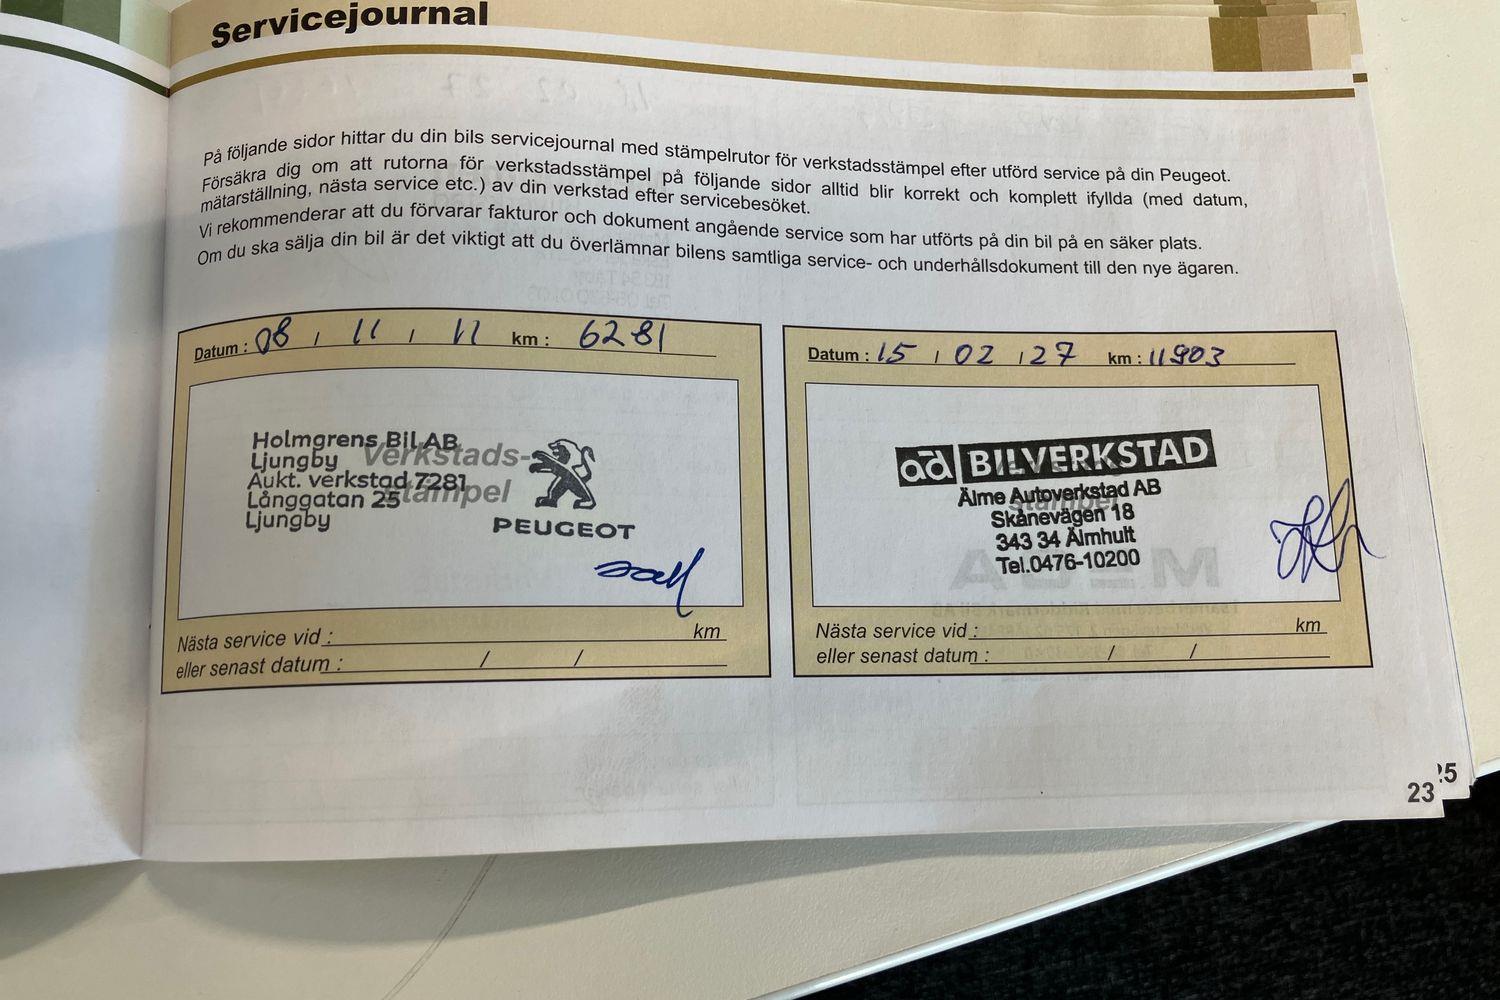 Servicejournal
På följande sidor hittar du din bils servicejournal med stämpelrutor för verkstadsstämpel efter utförd service på din Peugeot.
Försäkra dig om att rutorna för verkstadsstämpel på följande sidor alltid blir korrekt och komplett ifyllda (med datum,
mätarställning, nästa service etc.) av din verkstad efter servicebesöket.
Vi rekommenderar att du förvarar fakturor och dokument angående service som har utförts på din bil på en säker plats.
Om du ska sälja din bil är det viktigt att du överlämnar bilens samtliga service- och underhållsdokument till den nye ägaren.
Datum : 08 / 11 / 11 km : 6281
Verkstads-
stämpel
Holmgrens Bil AB
Ljungby
Aukt. verkstad 7281
Långgatan 25
Ljungby
PEUGEOT
Nästa service vid : km
eller senast datum : / /
Datum : 15 / 02 / 27 km : 11903
stämpel
ad BILVERKSTAD
Älme Autoverkstad AB
Skånevägen 18
343 34 Älmhult
Tel.0476-10200
Nästa service vid : km
eller senast datum : / /
23